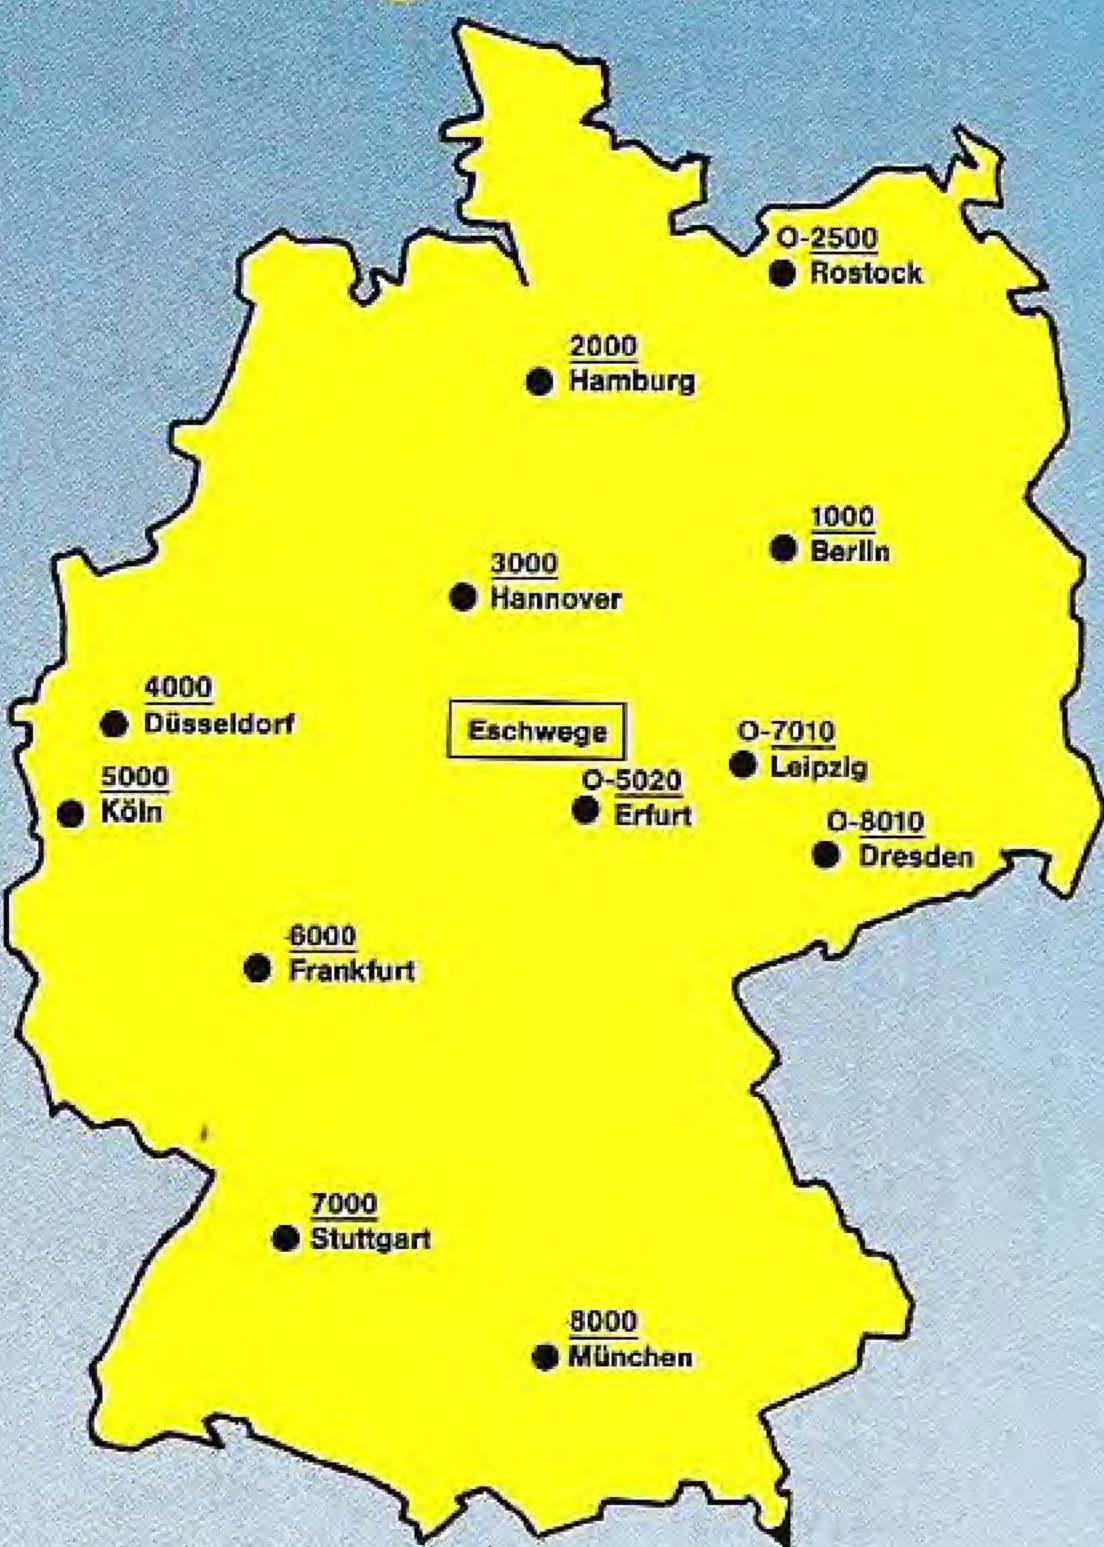 O-2500
Rostock
2000
Hamburg
1000
Berlin
3000
Hannover
4000
Düsseldorf
Eschwege
O-7010
Leipzig
5000
Köln
O-5020
Erfurt
O-8010
Dresden
6000
Frankfurt
7000
Stuttgart
8000
München